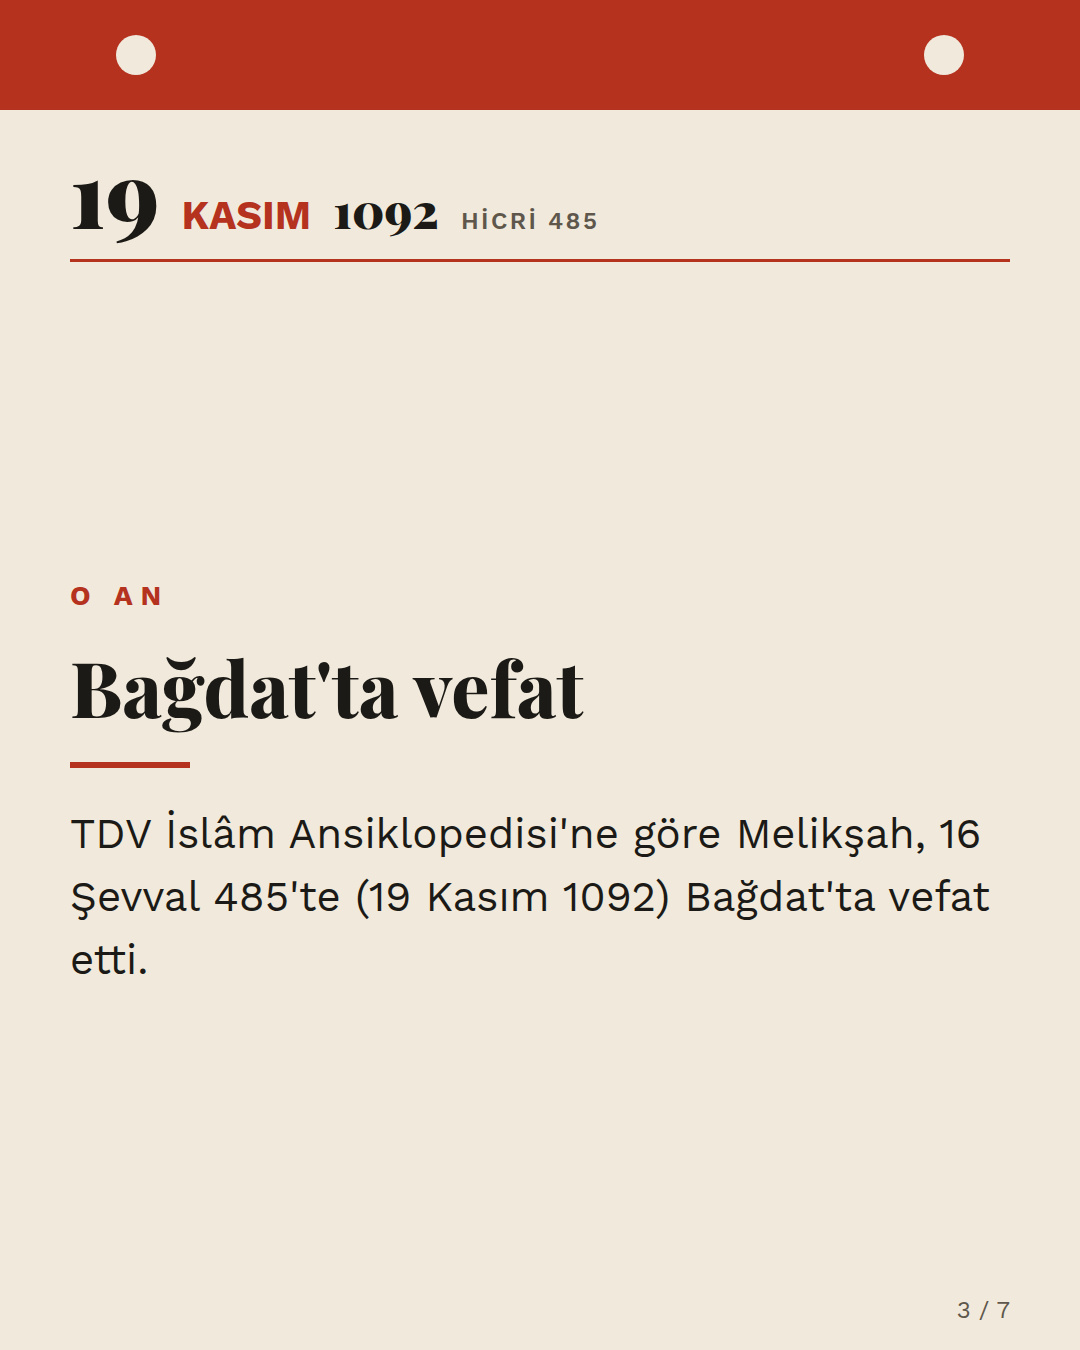 19 KASIM 1092 HİCRİ 485
O AN
Bağdat'ta vefat
TDV İslâm Ansiklopedisi'ne göre Melikşah, 16
Şevval 485'te (19 Kasım 1092) Bağdat'ta vefat
etti.
3 / 7